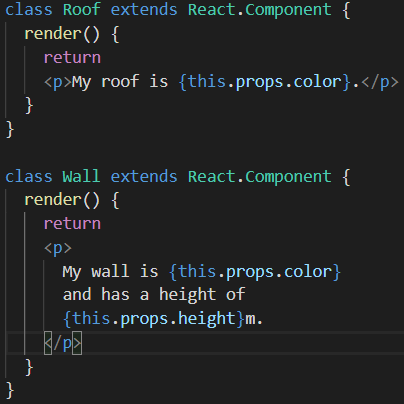 class Roof extends React.Component {
render() {
return
<p>My roof is {this.props.color}.</p>
}
}
class Wall extends React.Component {
render() {
return
<p>
My wall is {this.props.color}
and has a height of
{this.props.height}m.
</p>
}
}